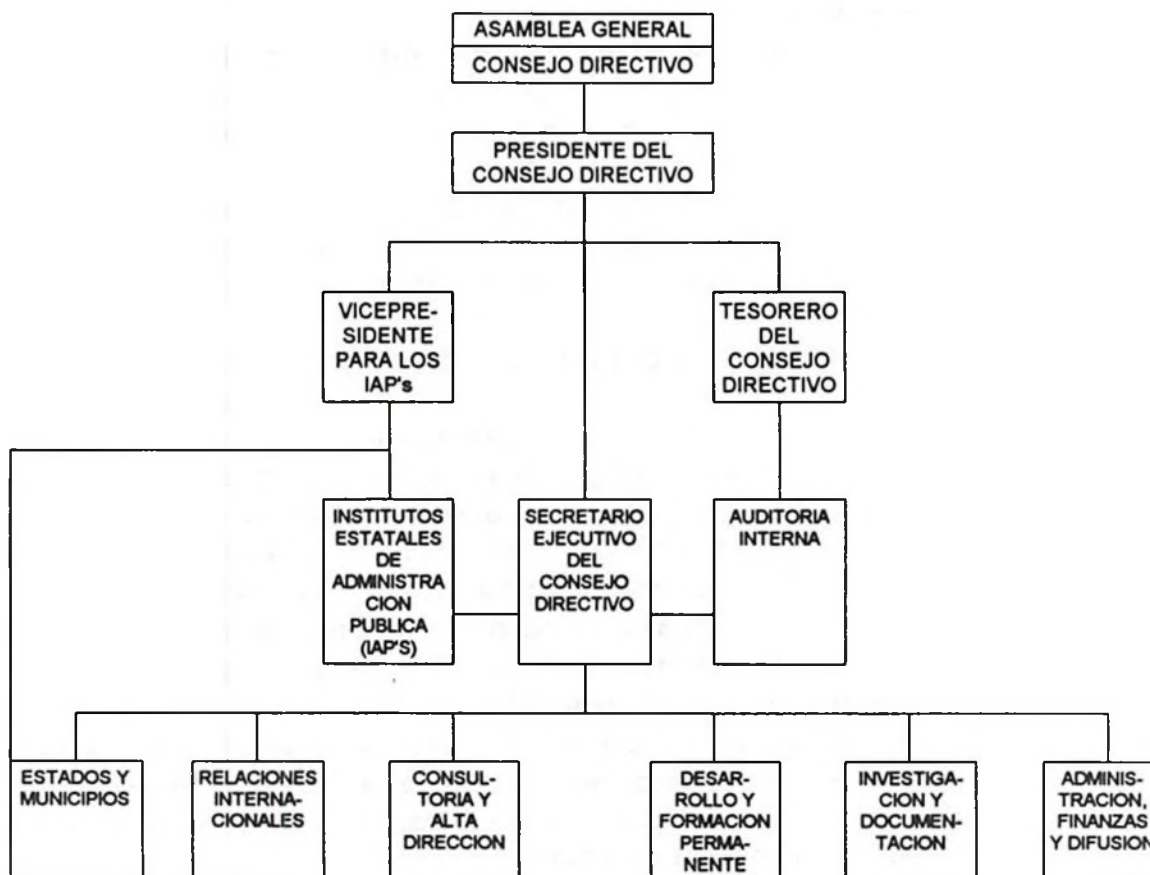 ASAMBLEA GENERAL
CONSEJO DIRECTIVO
PRESIDENTE DEL
CONSEJO DIRECTIVO
VICEPRE-
SIDENTE
PARA LOS
IAP's
TESORERO
DEL
CONSEJO
DIRECTIVO
INSTITUTOS
ESTATALES
DE
ADMINISTRA
CION
PUBLICA
(IAP'S)
SECRETARIO
EJECUTIVO
DEL
CONSEJO
DIRECTIVO
AUDITORIA
INTERNA
ESTADOS Y
MUNICIPIOS
RELACIONES
INTERNA-
CIONALES
CONSUL-
TORIA Y
ALTA
DIRECCION
DESAR-
ROLLO Y
FORMACION
PERMA-
NENTE
INVESTIGA-
CION Y
DOCUMEN-
TACION
ADMINIS-
TRACION,
FINANZAS
Y DIFUSION